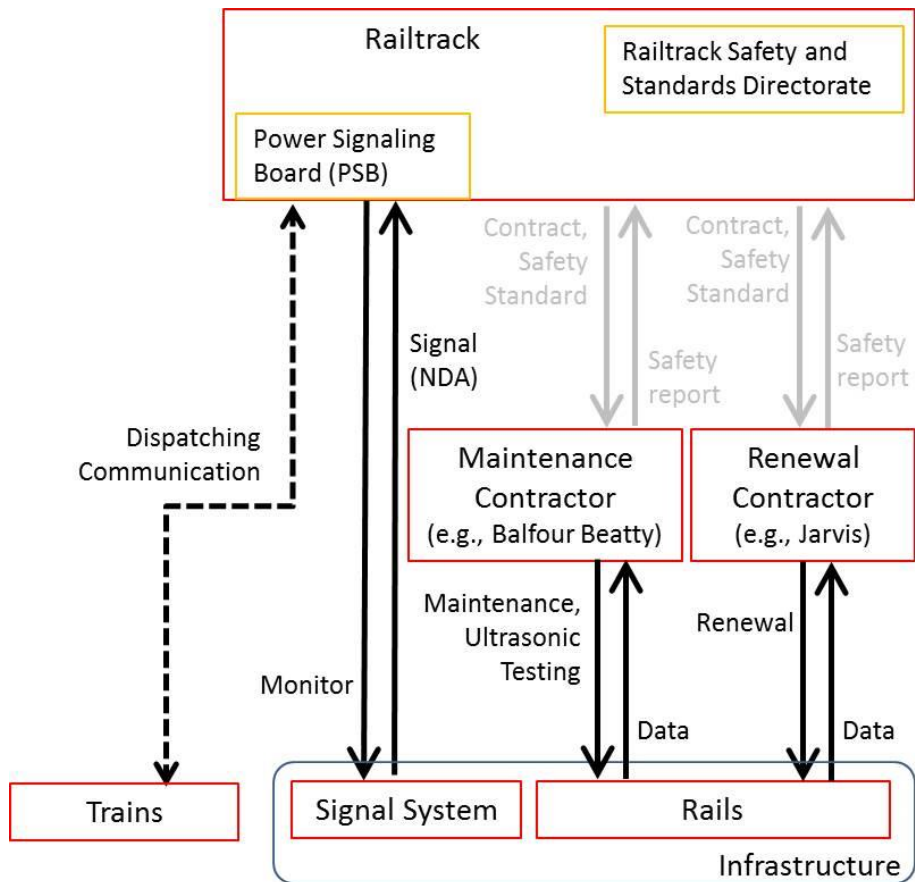 Railtrack
Railtrack Safety and
Standards Directorate
Power Signaling
Board (PSB)
Contract,
Safety
Standard
Contract,
Safety
Standard
Signal
(NDA)
Safety
report
Safety
report
Dispatching
Communication
Maintenance
Contractor
(e.g., Balfour Beatty)
Renewal
Contractor
(e.g., Jarvis)
Maintenance,
Ultrasonic
Testing
Renewal
Monitor
Data
Data
Trains
Signal System
Rails
Infrastructure